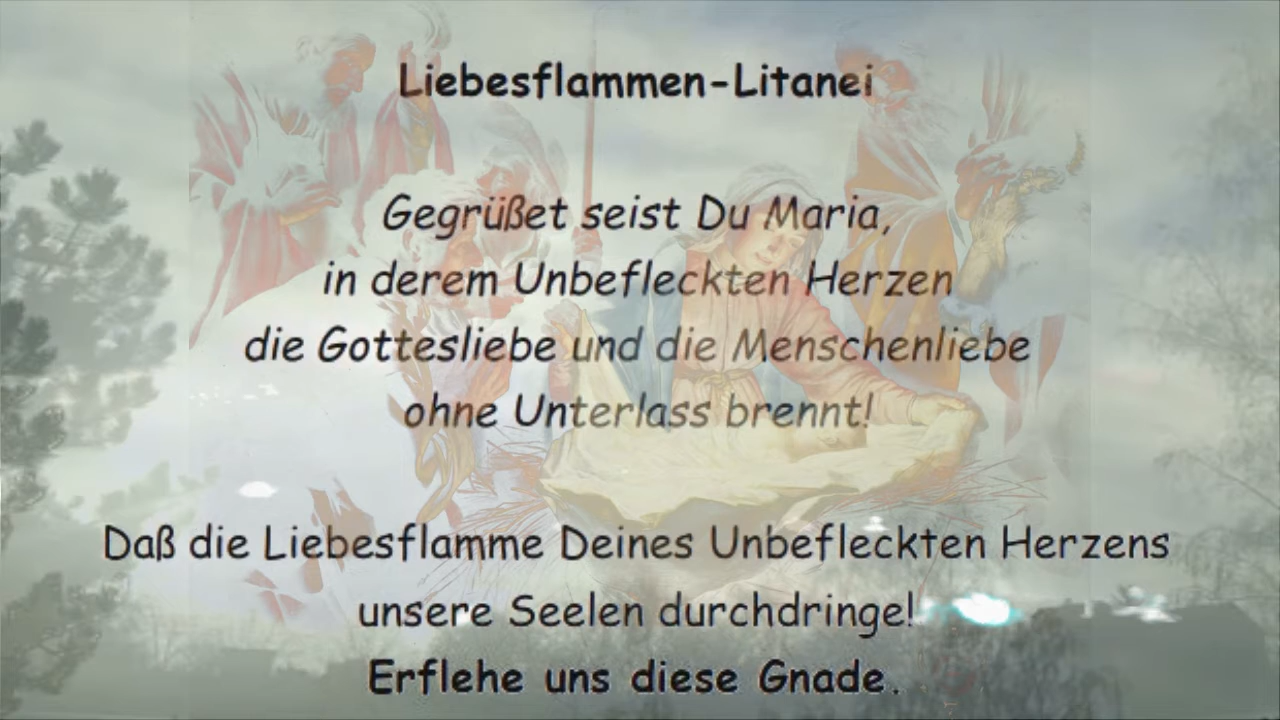 Liebesflammen-Litanei
Gegrüßet seist Du Maria,
in derem Unbefleckten Herzen
die Gottesliebe und die Menschenliebe
ohne Unterlass brennt!
Daß die Liebesflamme Deines Unbefleckten Herzens
unsere Seelen durchdringe!
Erflehe uns diese Gnade.